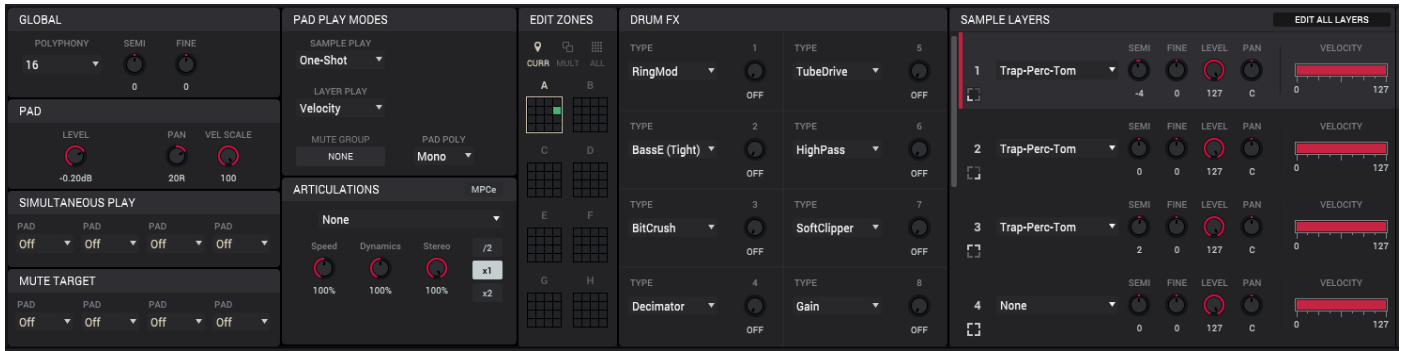 GLOBAL
POLYPHONY SEMI FINE
16
0 0
PAD
LEVEL PAN VEL SCALE
-0.20dB 20R 100
SIMULTANEOUS PLAY
PAD PAD PAD PAD
Off Off Off Off
MUTE TARGET
PAD PAD PAD PAD
Off Off Off Off
PAD PLAY MODES
SAMPLE PLAY
One-Shot
LAYER PLAY
Velocity
MUTE GROUP PAD POLY
NONE Mono
ARTICULATIONS MPCe
None
Speed Dynamics Stereo /2
x1
100% 100% 100% x2
EDIT ZONES
CURR MULT ALL
A B
C D
E F
G H
DRUM FX
TYPE 1 TYPE 5
RingMod TubeDrive
OFF OFF
TYPE 2 TYPE 6
BassE (Tight) HighPass
OFF OFF
TYPE 3 TYPE 7
BitCrush SoftClipper
OFF OFF
TYPE 4 TYPE 8
Decimator Gain
OFF OFF
SAMPLE LAYERS EDIT ALL LAYERS
SEMI FINE LEVEL PAN VELOCITY
1 Trap-Perc-Tom
-4 0 127 C 0 127
SEMI FINE LEVEL PAN VELOCITY
2 Trap-Perc-Tom
0 0 127 C 0 127
SEMI FINE LEVEL PAN VELOCITY
3 Trap-Perc-Tom
2 0 127 C 0 127
SEMI FINE LEVEL PAN VELOCITY
4 None
0 0 127 C 0 127